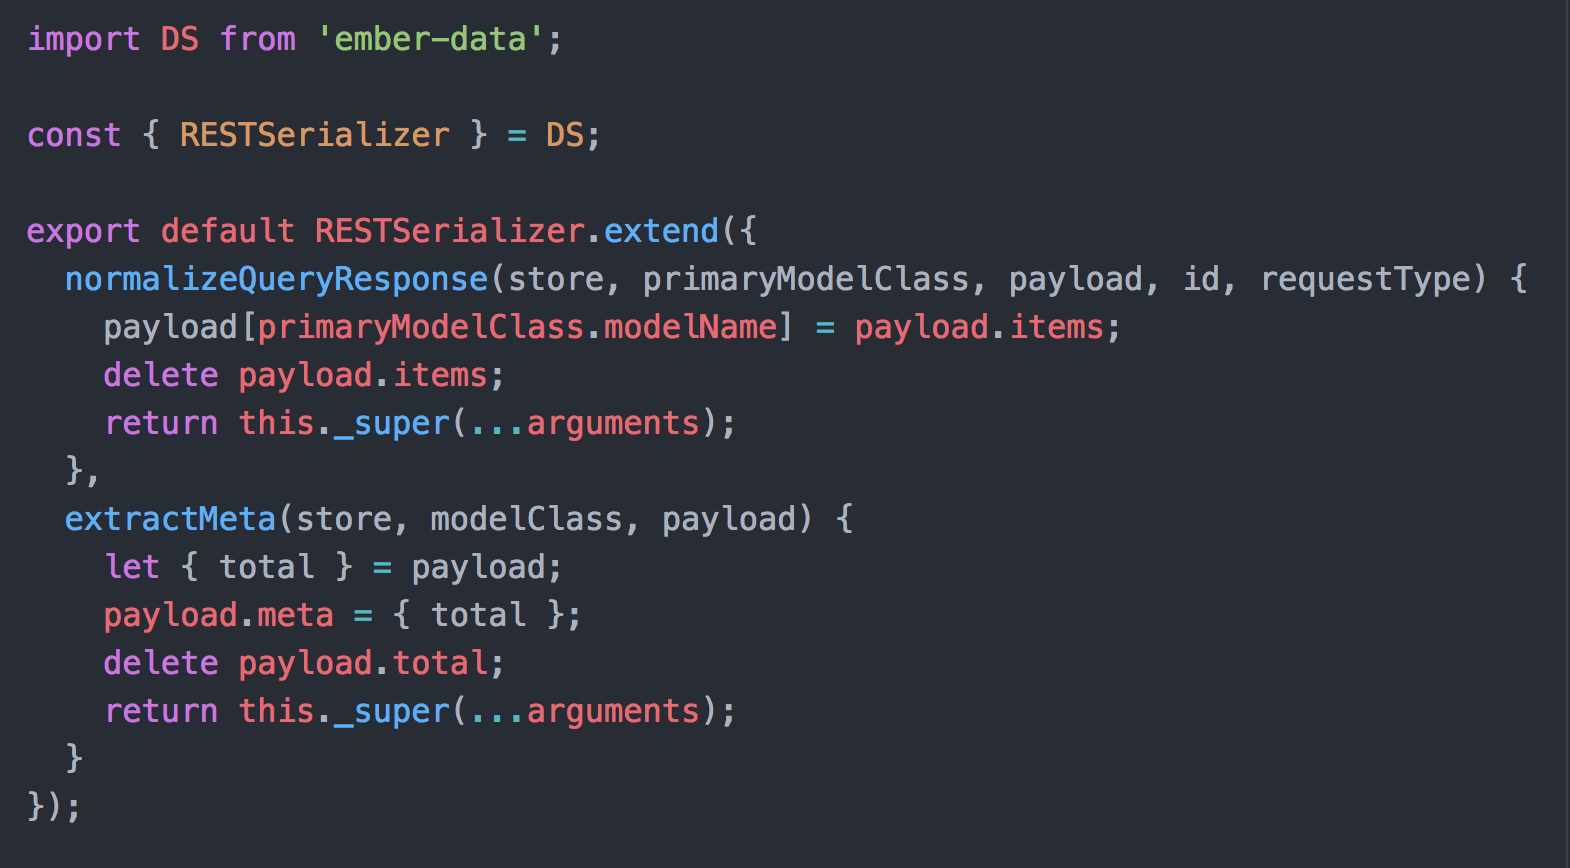 import DS from 'ember-data';
const { RESTSerializer } = DS;
export default RESTSerializer.extend({
  normalizeQueryResponse(store, primaryModelClass, payload, id, requestType) {
    payload[primaryModelClass.modelName] = payload.items;
    delete payload.items;
    return this._super(...arguments);
  },
  extractMeta(store, modelClass, payload) {
    let { total } = payload;
    payload.meta = { total };
    delete payload.total;
    return this._super(...arguments);
  }
});